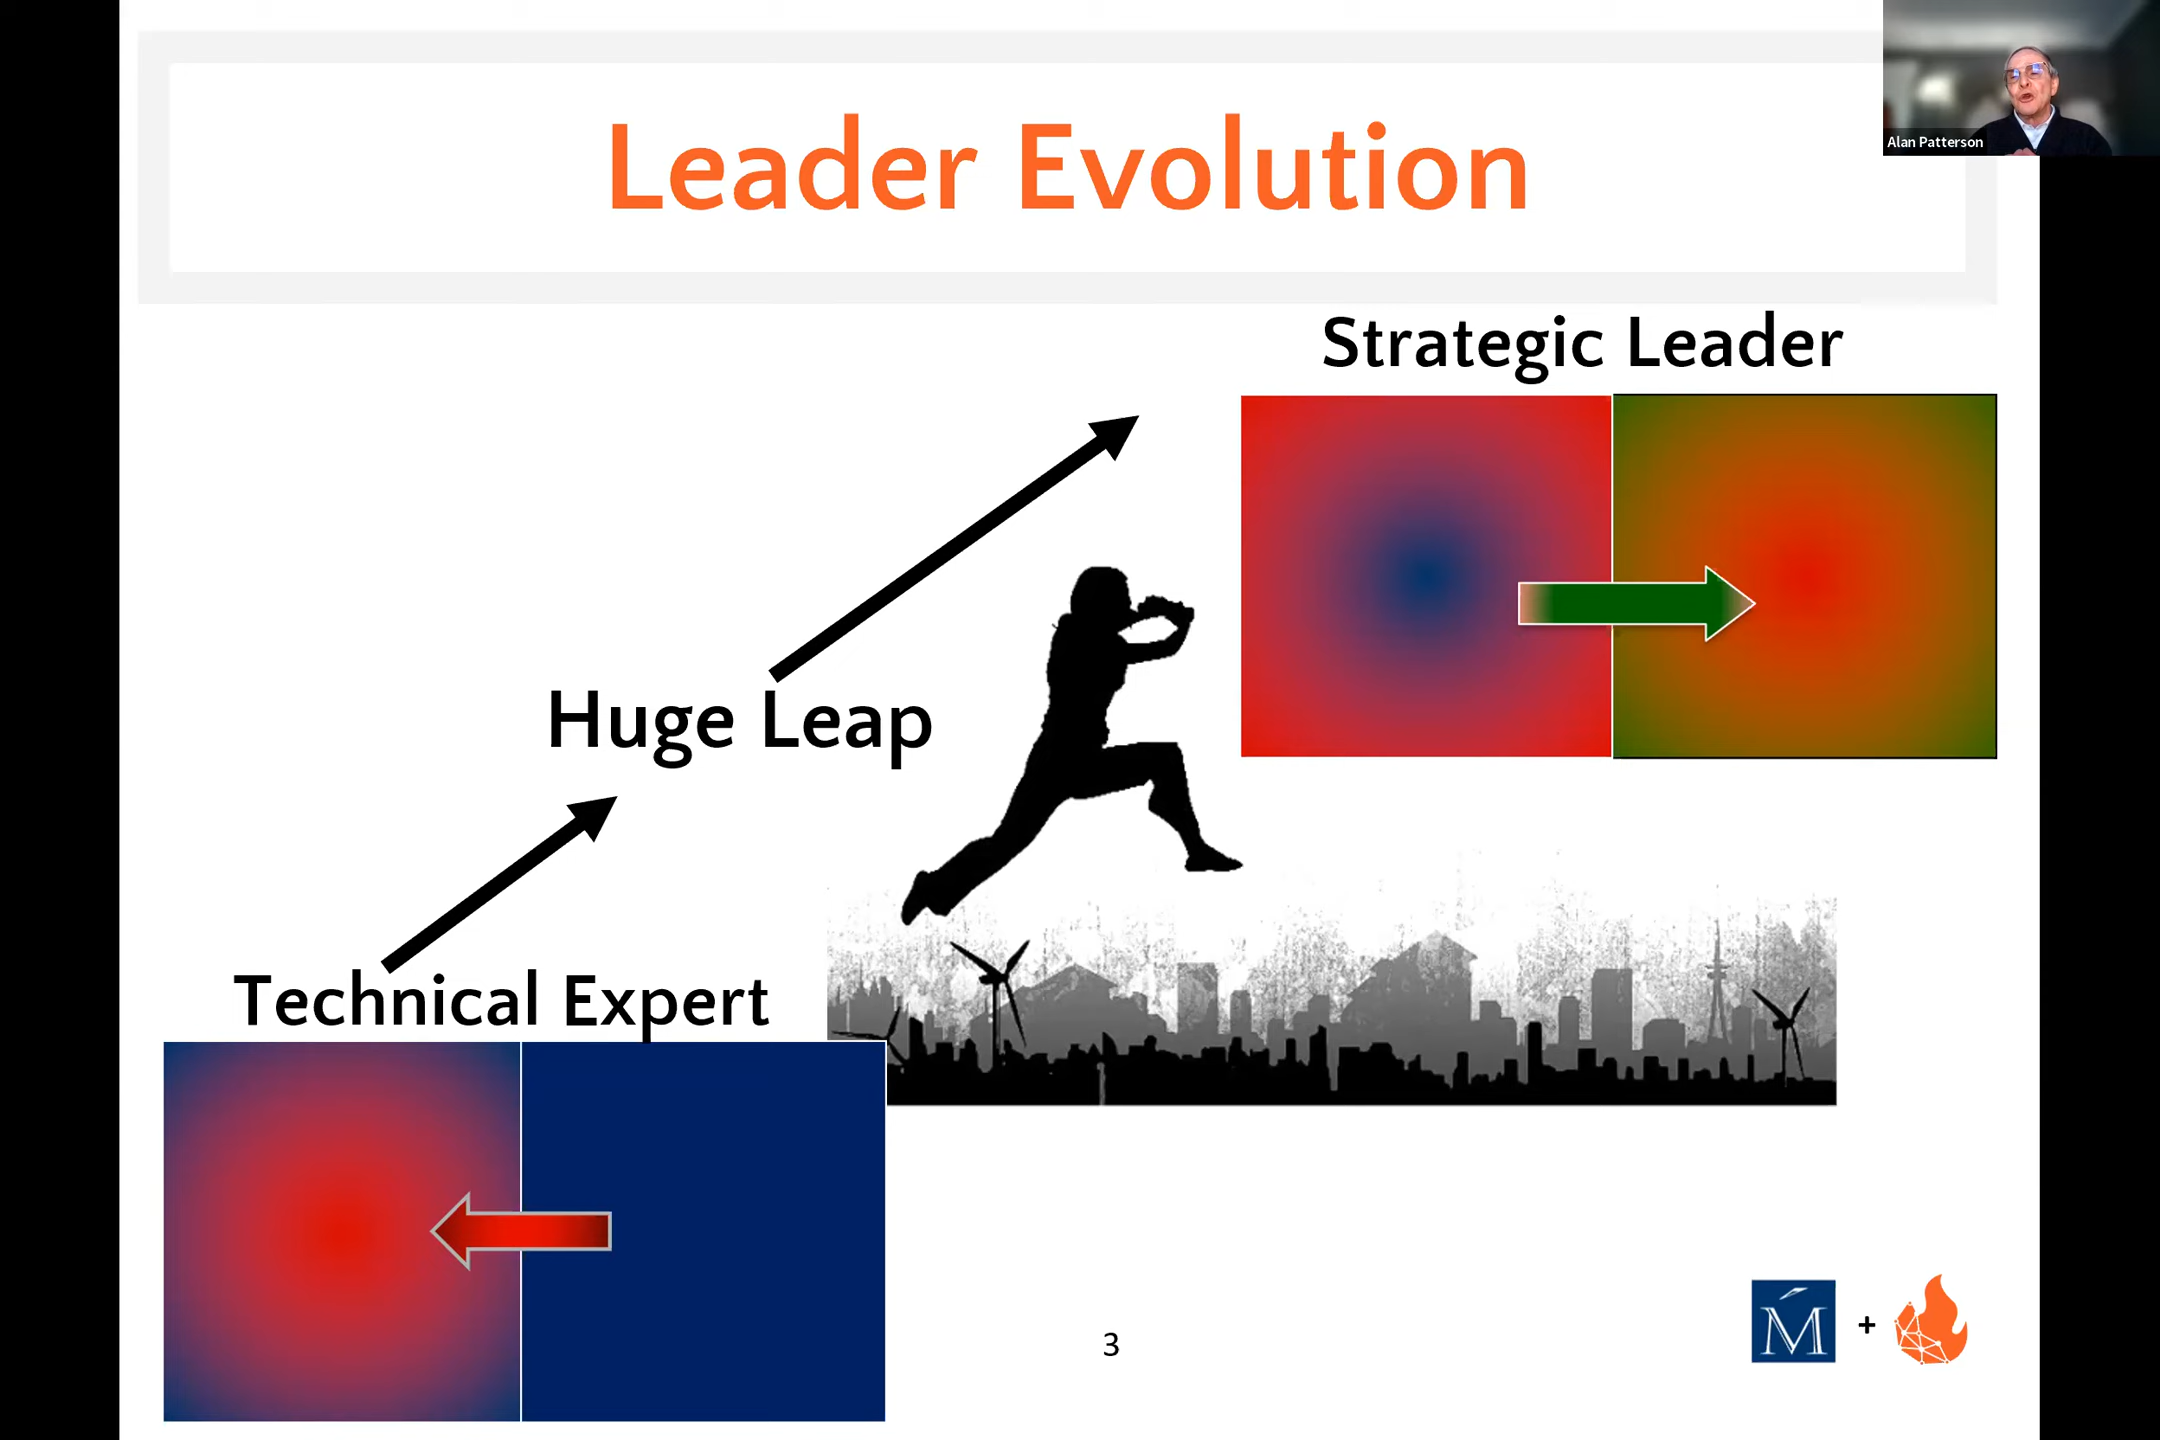 Leader Evolution
Alan Patterson
Strategic Leader
Huge Leap
Technical Expert
3
M +